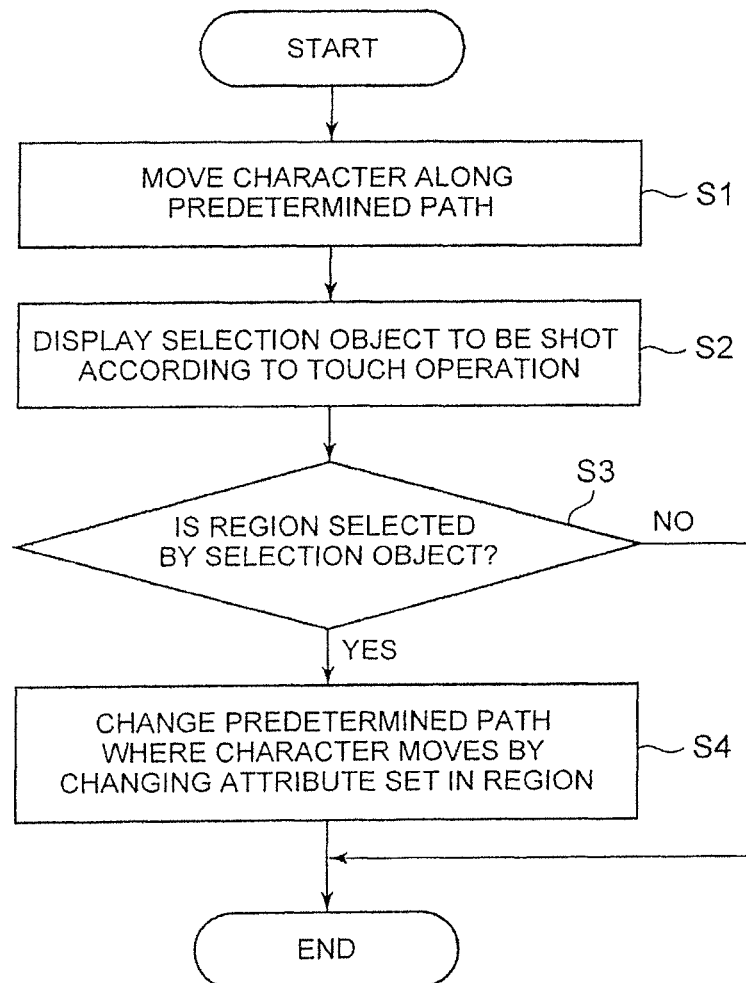 START
MOVE CHARACTER ALONG
PREDETERMINED PATH
S1
DISPLAY SELECTION OBJECT TO BE SHOT
ACCORDING TO TOUCH OPERATION
S2
S3
IS REGION SELECTED
BY SELECTION OBJECT?
NO
YES
CHANGE PREDETERMINED PATH
WHERE CHARACTER MOVES BY
CHANGING ATTRIBUTE SET IN REGION
S4
END